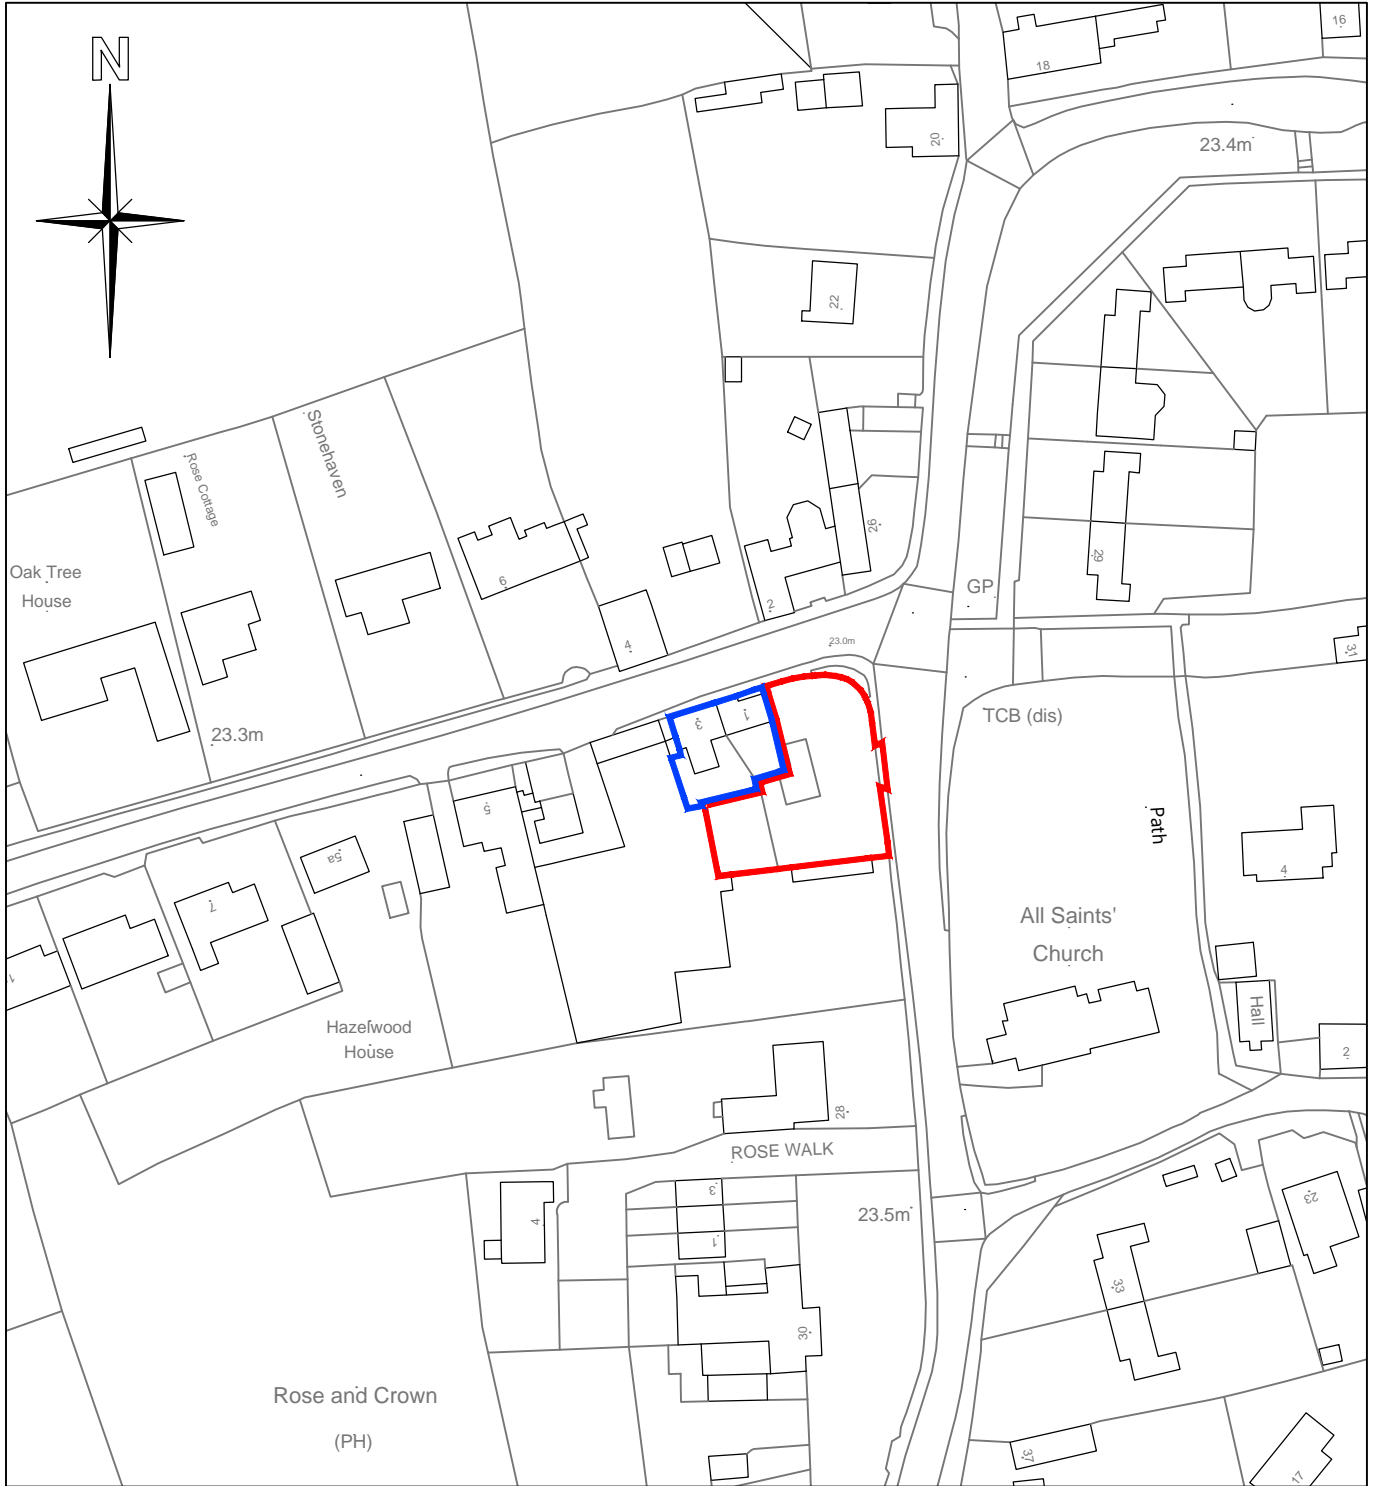 N
16
18
20
23.4m
22
Stonehaven
Rose Cottage
26
29
Oak Tree
House
6
GP
2
4
23.0m
31
3
1
TCB (dis)
23.3m
5
Path
5a
4
7
All Saints'
Church
Hall
Hazelwood
House
2
28
ROSE WALK
3
4
23.5m
23
1
33
30
Rose and Crown
(PH)
37
17